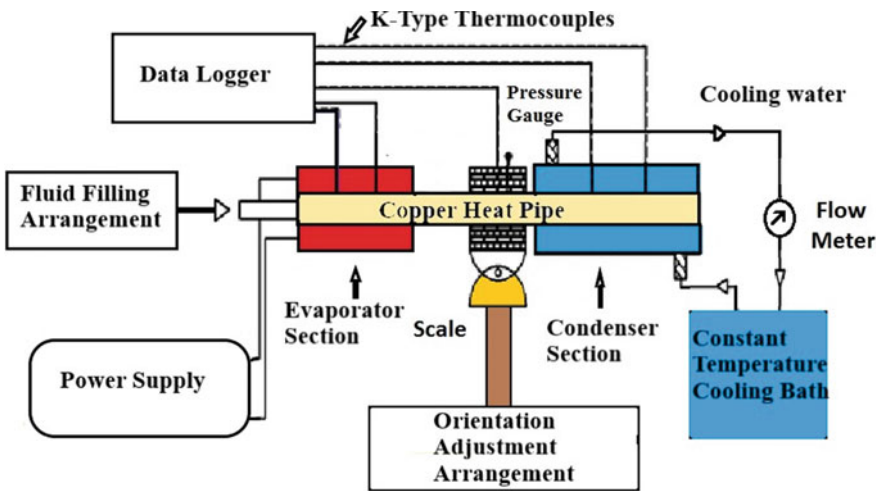 K-Type Thermocouples
Data Logger
Pressure
Gauge
Cooling water
Fluid Filling
Arrangement
Copper Heat Pipe
Flow
Meter
Evaporator
Section
Scale
Condenser
Section
Constant
Temperature
Cooling Bath
Power Supply
Orientation
Adjustment
Arrangement